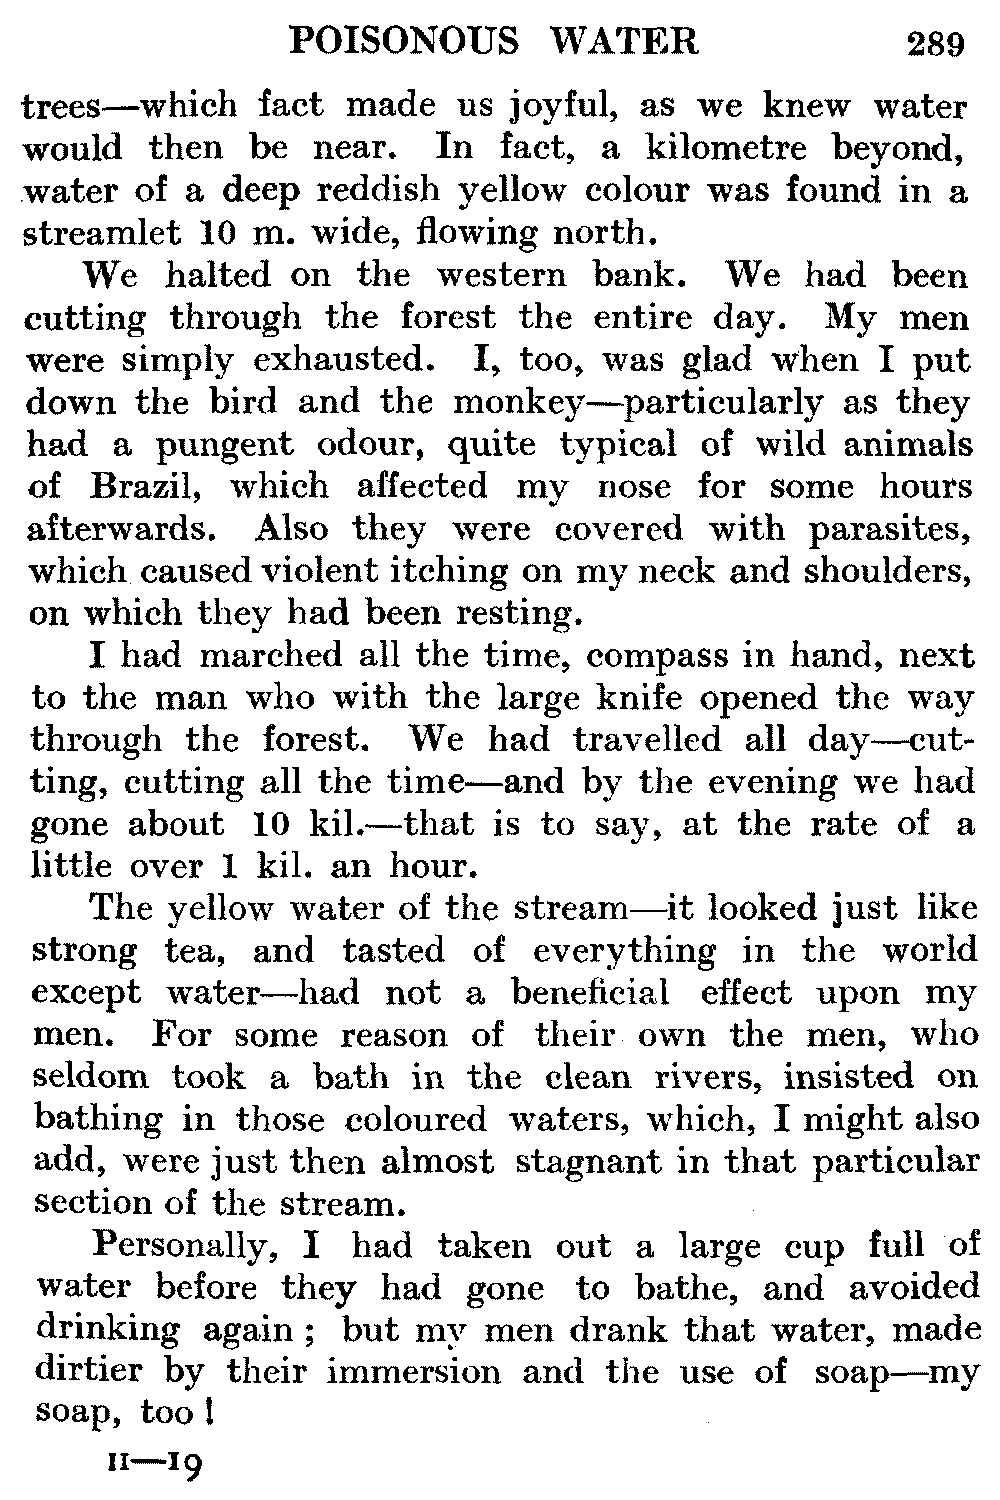 POISONOUS WATER 289
trees—which fact made us joyful, as we knew water
would then be near. In fact, a kilometre beyond,
water of a deep reddish yellow colour was found in a
streamlet 10 m. wide, flowing north.
We halted on the western bank. We had been
cutting through the forest the entire day. My men
were simply exhausted. I, too, was glad when I put
down the bird and the monkey—particularly as they
had a pungent odour, quite typical of wild animals
of Brazil, which affected my nose for some hours
afterwards. Also they were covered with parasites,
which caused violent itching on my neck and shoulders,
on which they had been resting.
I had marched all the time, compass in hand, next
to the man who with the large knife opened the way
through the forest. We had travelled all day—cut-
ting, cutting all the time—and by the evening we had
gone about 10 kil.—that is to say, at the rate of a
little over 1 kil. an hour.
The yellow water of the stream—it looked just like
strong tea, and tasted of everything in the world
except water—had not a beneficial effect upon my
men. For some reason of their own the men, who
seldom took a bath in the clean rivers, insisted on
bathing in those coloured waters, which, I might also
add, were just then almost stagnant in that particular
section of the stream.
Personally, I had taken out a large cup full of
water before they had gone to bathe, and avoided
drinking again ; but my men drank that water, made
dirtier by their immersion and the use of soap—my
soap, too !
II—19